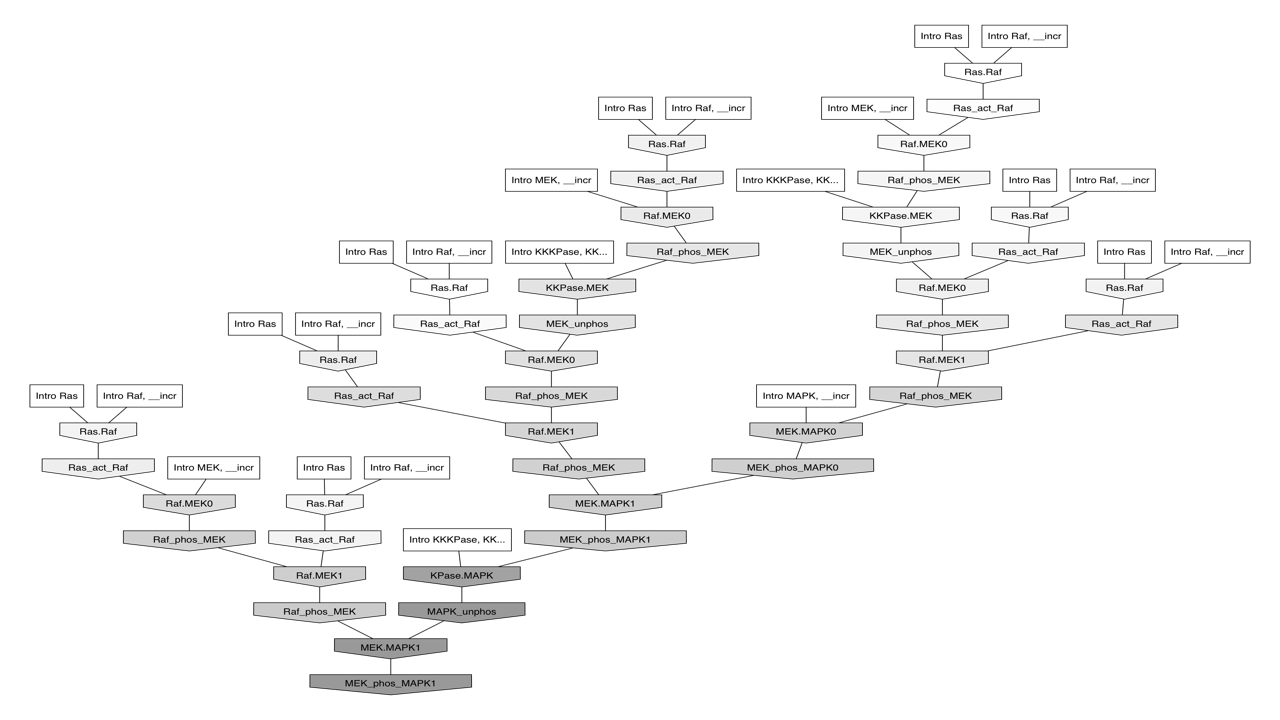 Intro Ras
Intro Raf, __incr
Ras.Raf
Intro Ras
Intro Raf, __incr
Intro MEK, __incr
Ras_act_Raf
Ras.Raf
Raf.MEK0
Intro MEK, __incr
Ras_act_Raf
Intro KKKPase, KK...
Raf_phos_MEK
Intro Ras
Intro Raf, __incr
Raf.MEK0
KKPase.MEK
Ras.Raf
Intro Ras
Intro Raf, __incr
Intro KKKPase, KK...
Raf_phos_MEK
MEK_unphos
Ras_act_Raf
Intro Ras
Intro Raf, __incr
Ras.Raf
KKPase.MEK
Raf.MEK0
Ras.Raf
Intro Ras
Intro Raf, __incr
Ras_act_Raf
MEK_unphos
Raf_phos_MEK
Ras_act_Raf
Ras.Raf
Raf.MEK0
Raf.MEK1
Intro Ras
Intro Raf, __incr
Ras_act_Raf
Raf_phos_MEK
Intro MAPK, __incr
Raf_phos_MEK
Ras.Raf
Raf.MEK1
MEK.MAPK0
Ras_act_Raf
Intro MEK, __incr
Intro Ras
Intro Raf, __incr
Raf_phos_MEK
MEK_phos_MAPK0
Raf.MEK0
Ras.Raf
MEK.MAPK1
Raf_phos_MEK
Ras_act_Raf
Intro KKKPase, KK...
MEK_phos_MAPK1
Raf.MEK1
KPase.MAPK
Raf_phos_MEK
MAPK_unphos
MEK.MAPK1
MEK_phos_MAPK1